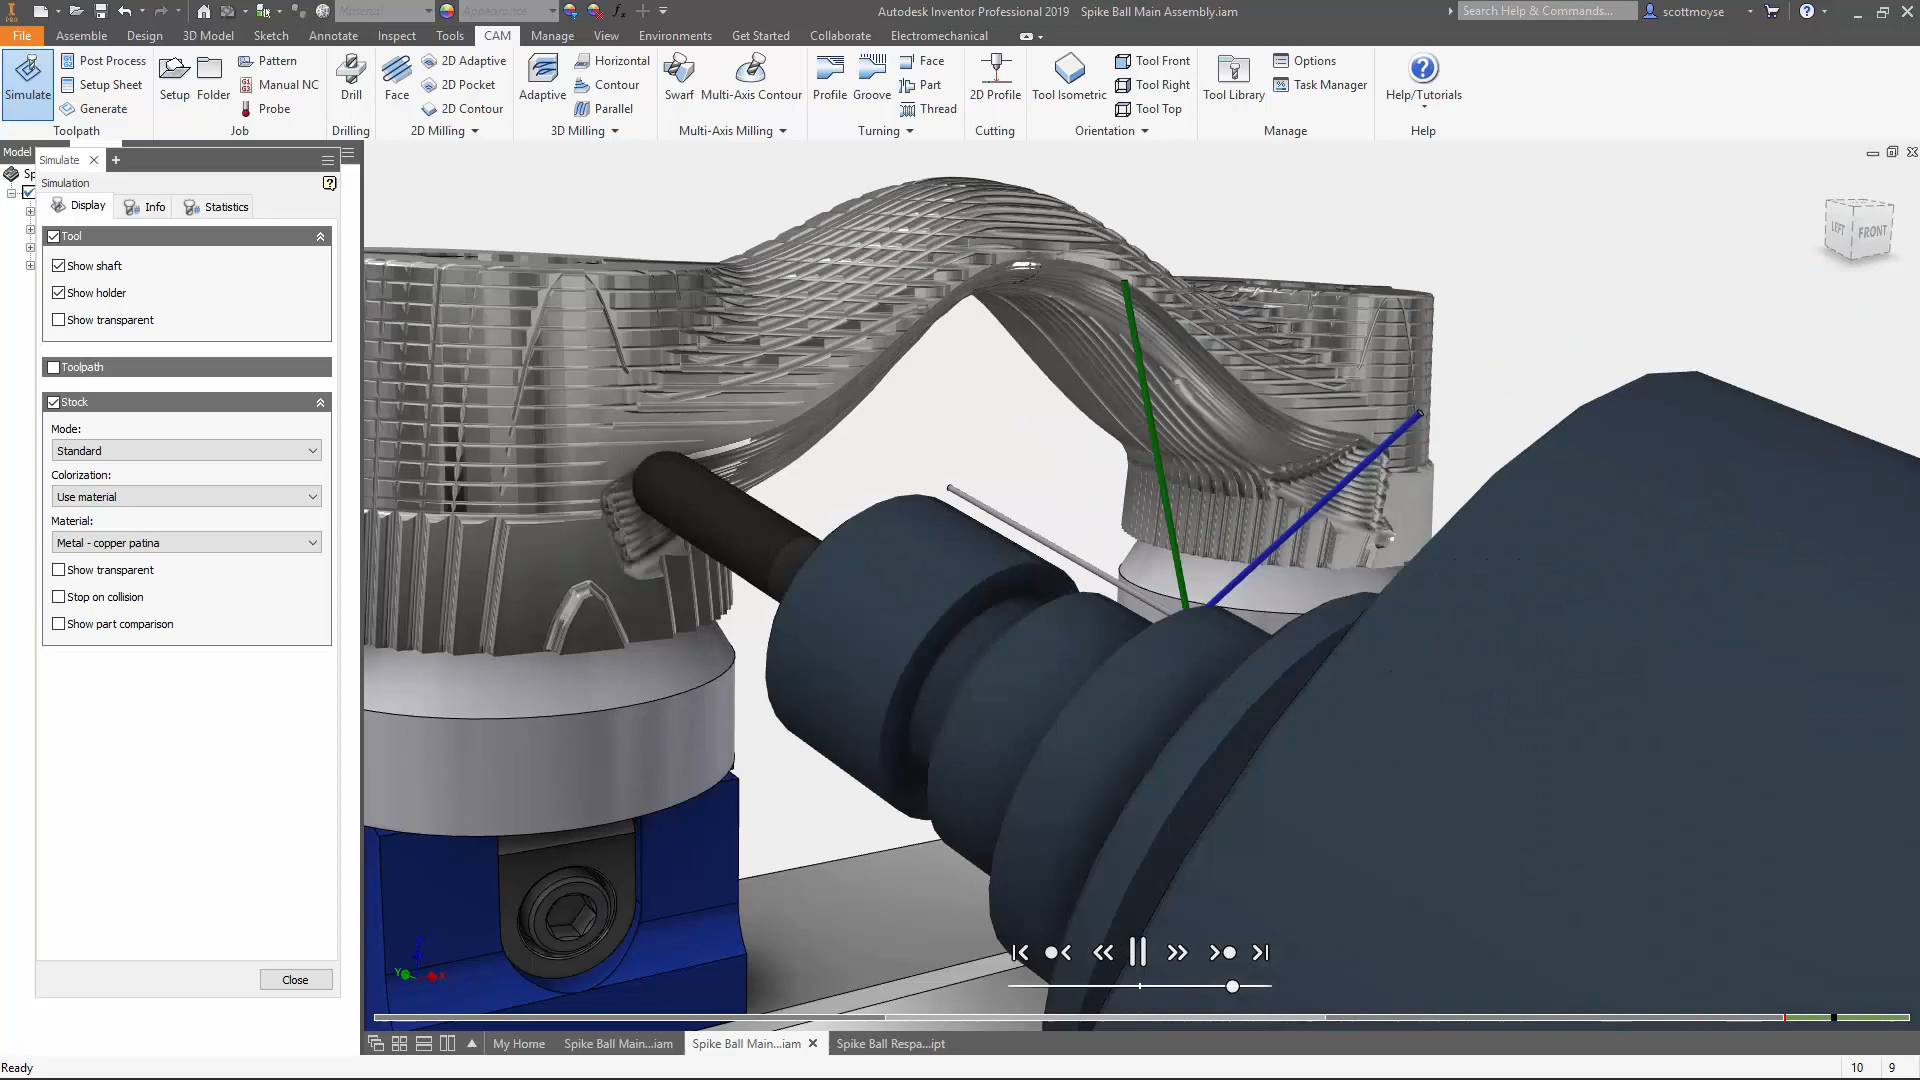 PRO
Material
Appearance
Autodesk Inventor Professional 2019 Spike Ball Main Assembly.iam
Search Help & Commands...
scottmoyse
File Assemble Design 3D Model Sketch Annotate Inspect Tools CAM Manage View Environments Get Started Collaborate Electromechanical
Simulate
Post Process
Setup Sheet
Generate
Toolpath
Setup
Folder
Pattern
Manual NC
Probe
Job
Drill
Drilling
Face
2D Adaptive
2D Pocket
2D Contour
2D Milling
Adaptive
Horizontal
Contour
Parallel
3D Milling
Swarf
Multi-Axis Contour
Multi-Axis Milling
Profile
Groove
Face
Part
Thread
Turning
2D Profile
Cutting
Tool Isometric
Tool Front
Tool Right
Tool Top
Orientation
Tool Library
Options
Task Manager
Manage
Help/Tutorials
Help
Model
Simulate
Sp
Simulation
Display Info Statistics
Tool
Show shaft
Show holder
Show transparent
Toolpath
Stock
Mode:
Standard
Colorization:
Use material
Material:
Metal - copper patina
Show transparent
Stop on collision
Show part comparison
Close
LEFT FRONT
Z
Y X
My Home Spike Ball Main...iam Spike Ball Main...iam Spike Ball Respa...ipt
Ready
10 9